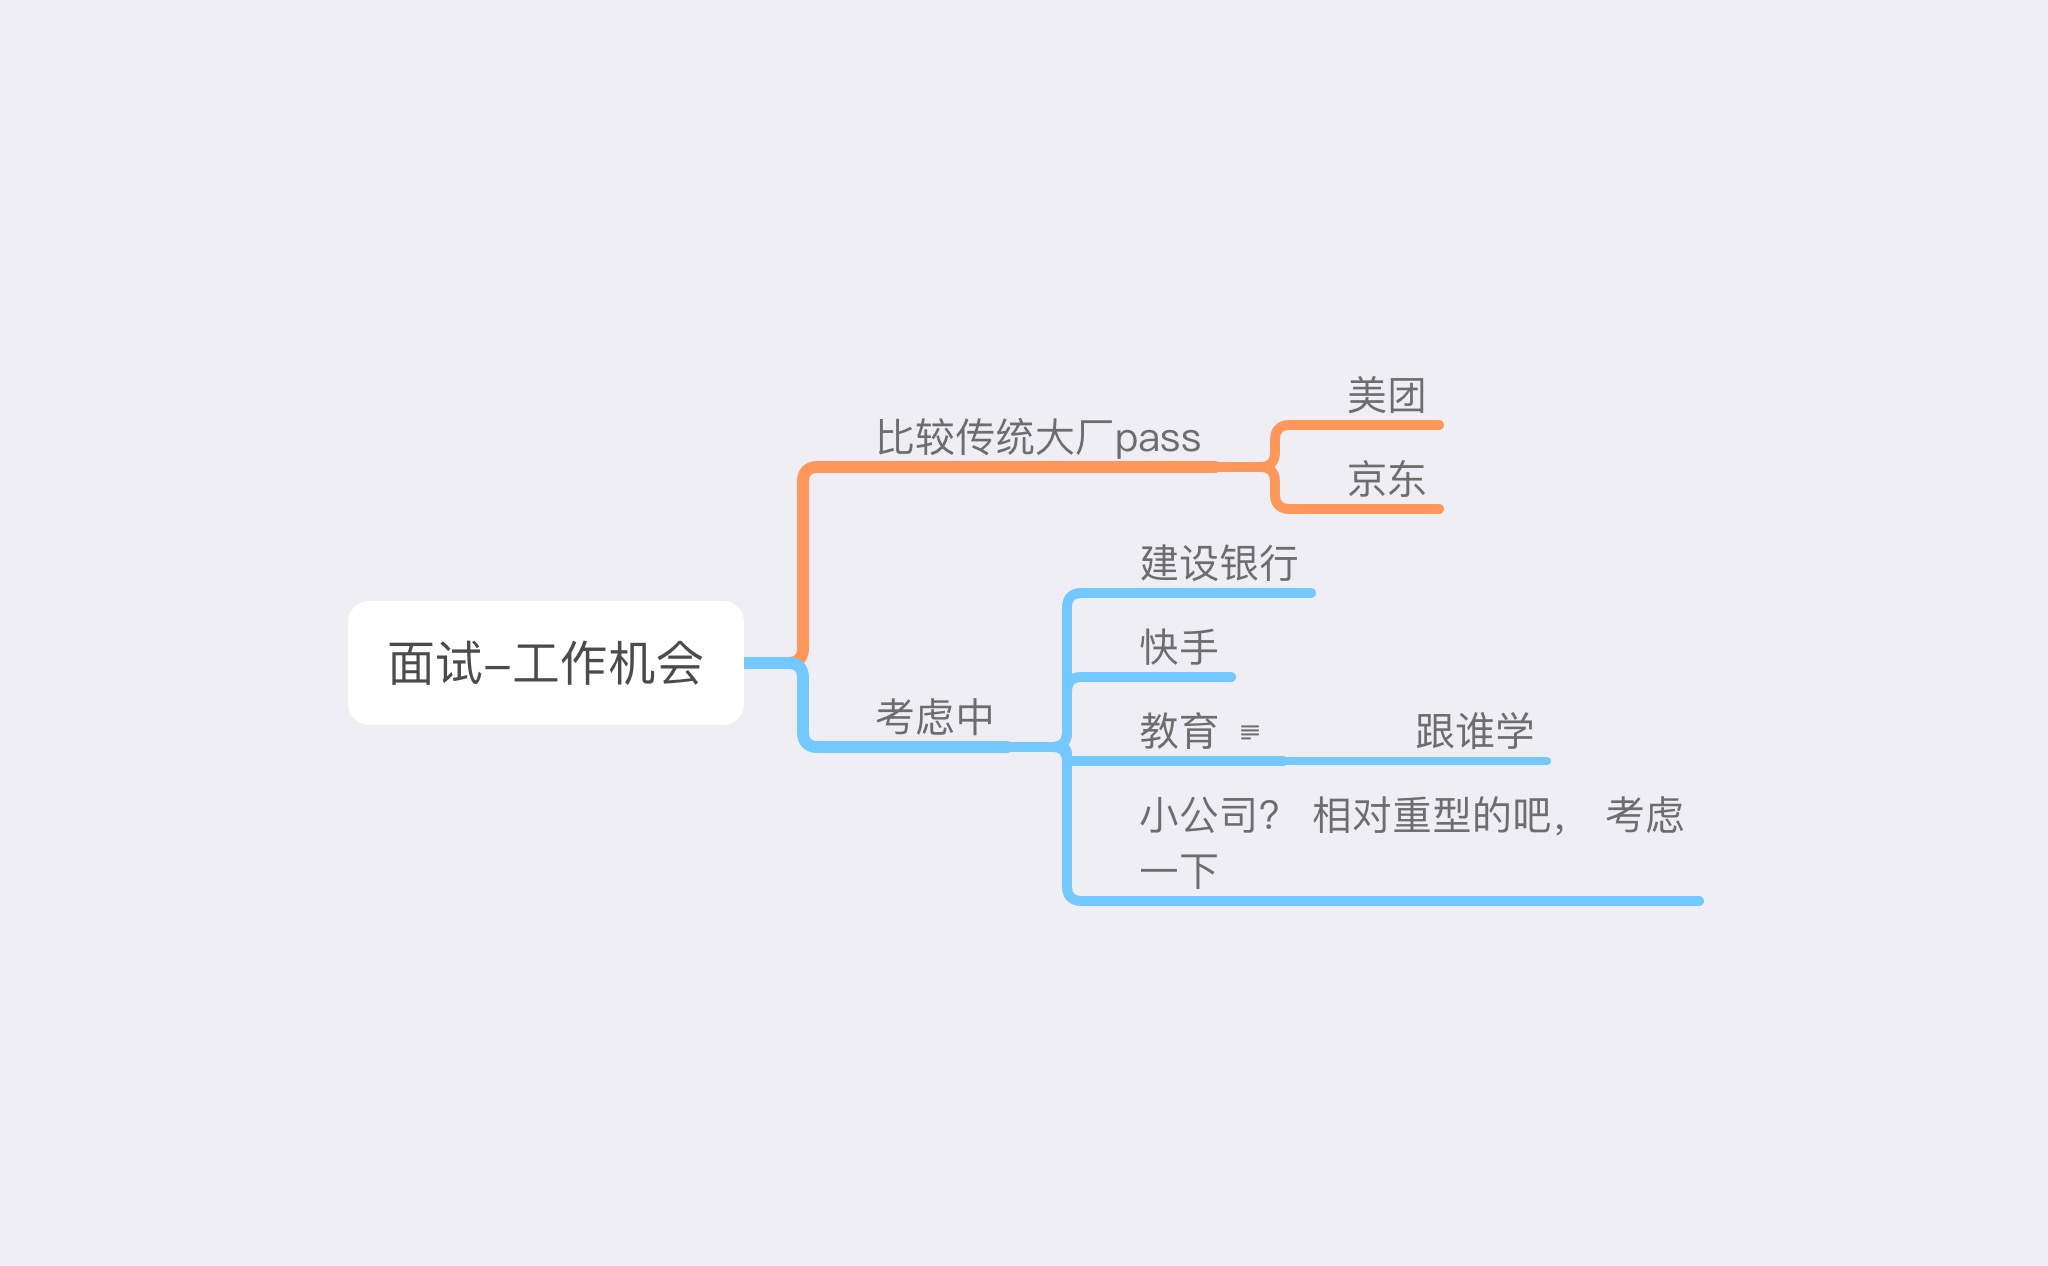 面试-工作机会
比较传统大厂pass
美团
京东
考虑中
建设银行
快手
教育
跟谁学
小公司? 相对重型的吧， 考虑
一下